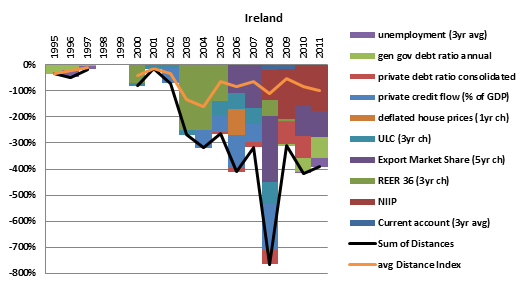 Ireland
1995
1996
1997
1998
1999
2000
2001
2002
2003
2004
2005
2006
2007
2008
2009
2010
2011
0%
-100%
-200%
-300%
-400%
-500%
-600%
-700%
-800%
unemployment (3yr avg)
gen gov debt ratio annual
private debt ratio consolidated
private credit flow (% of GDP)
deflated house prices (1yr ch)
ULC (3yr ch)
Export Market Share (5yr ch)
REER 36 (3yr ch)
NIIP
Current account (3yr avg)
Sum of Distances
avg Distance Index